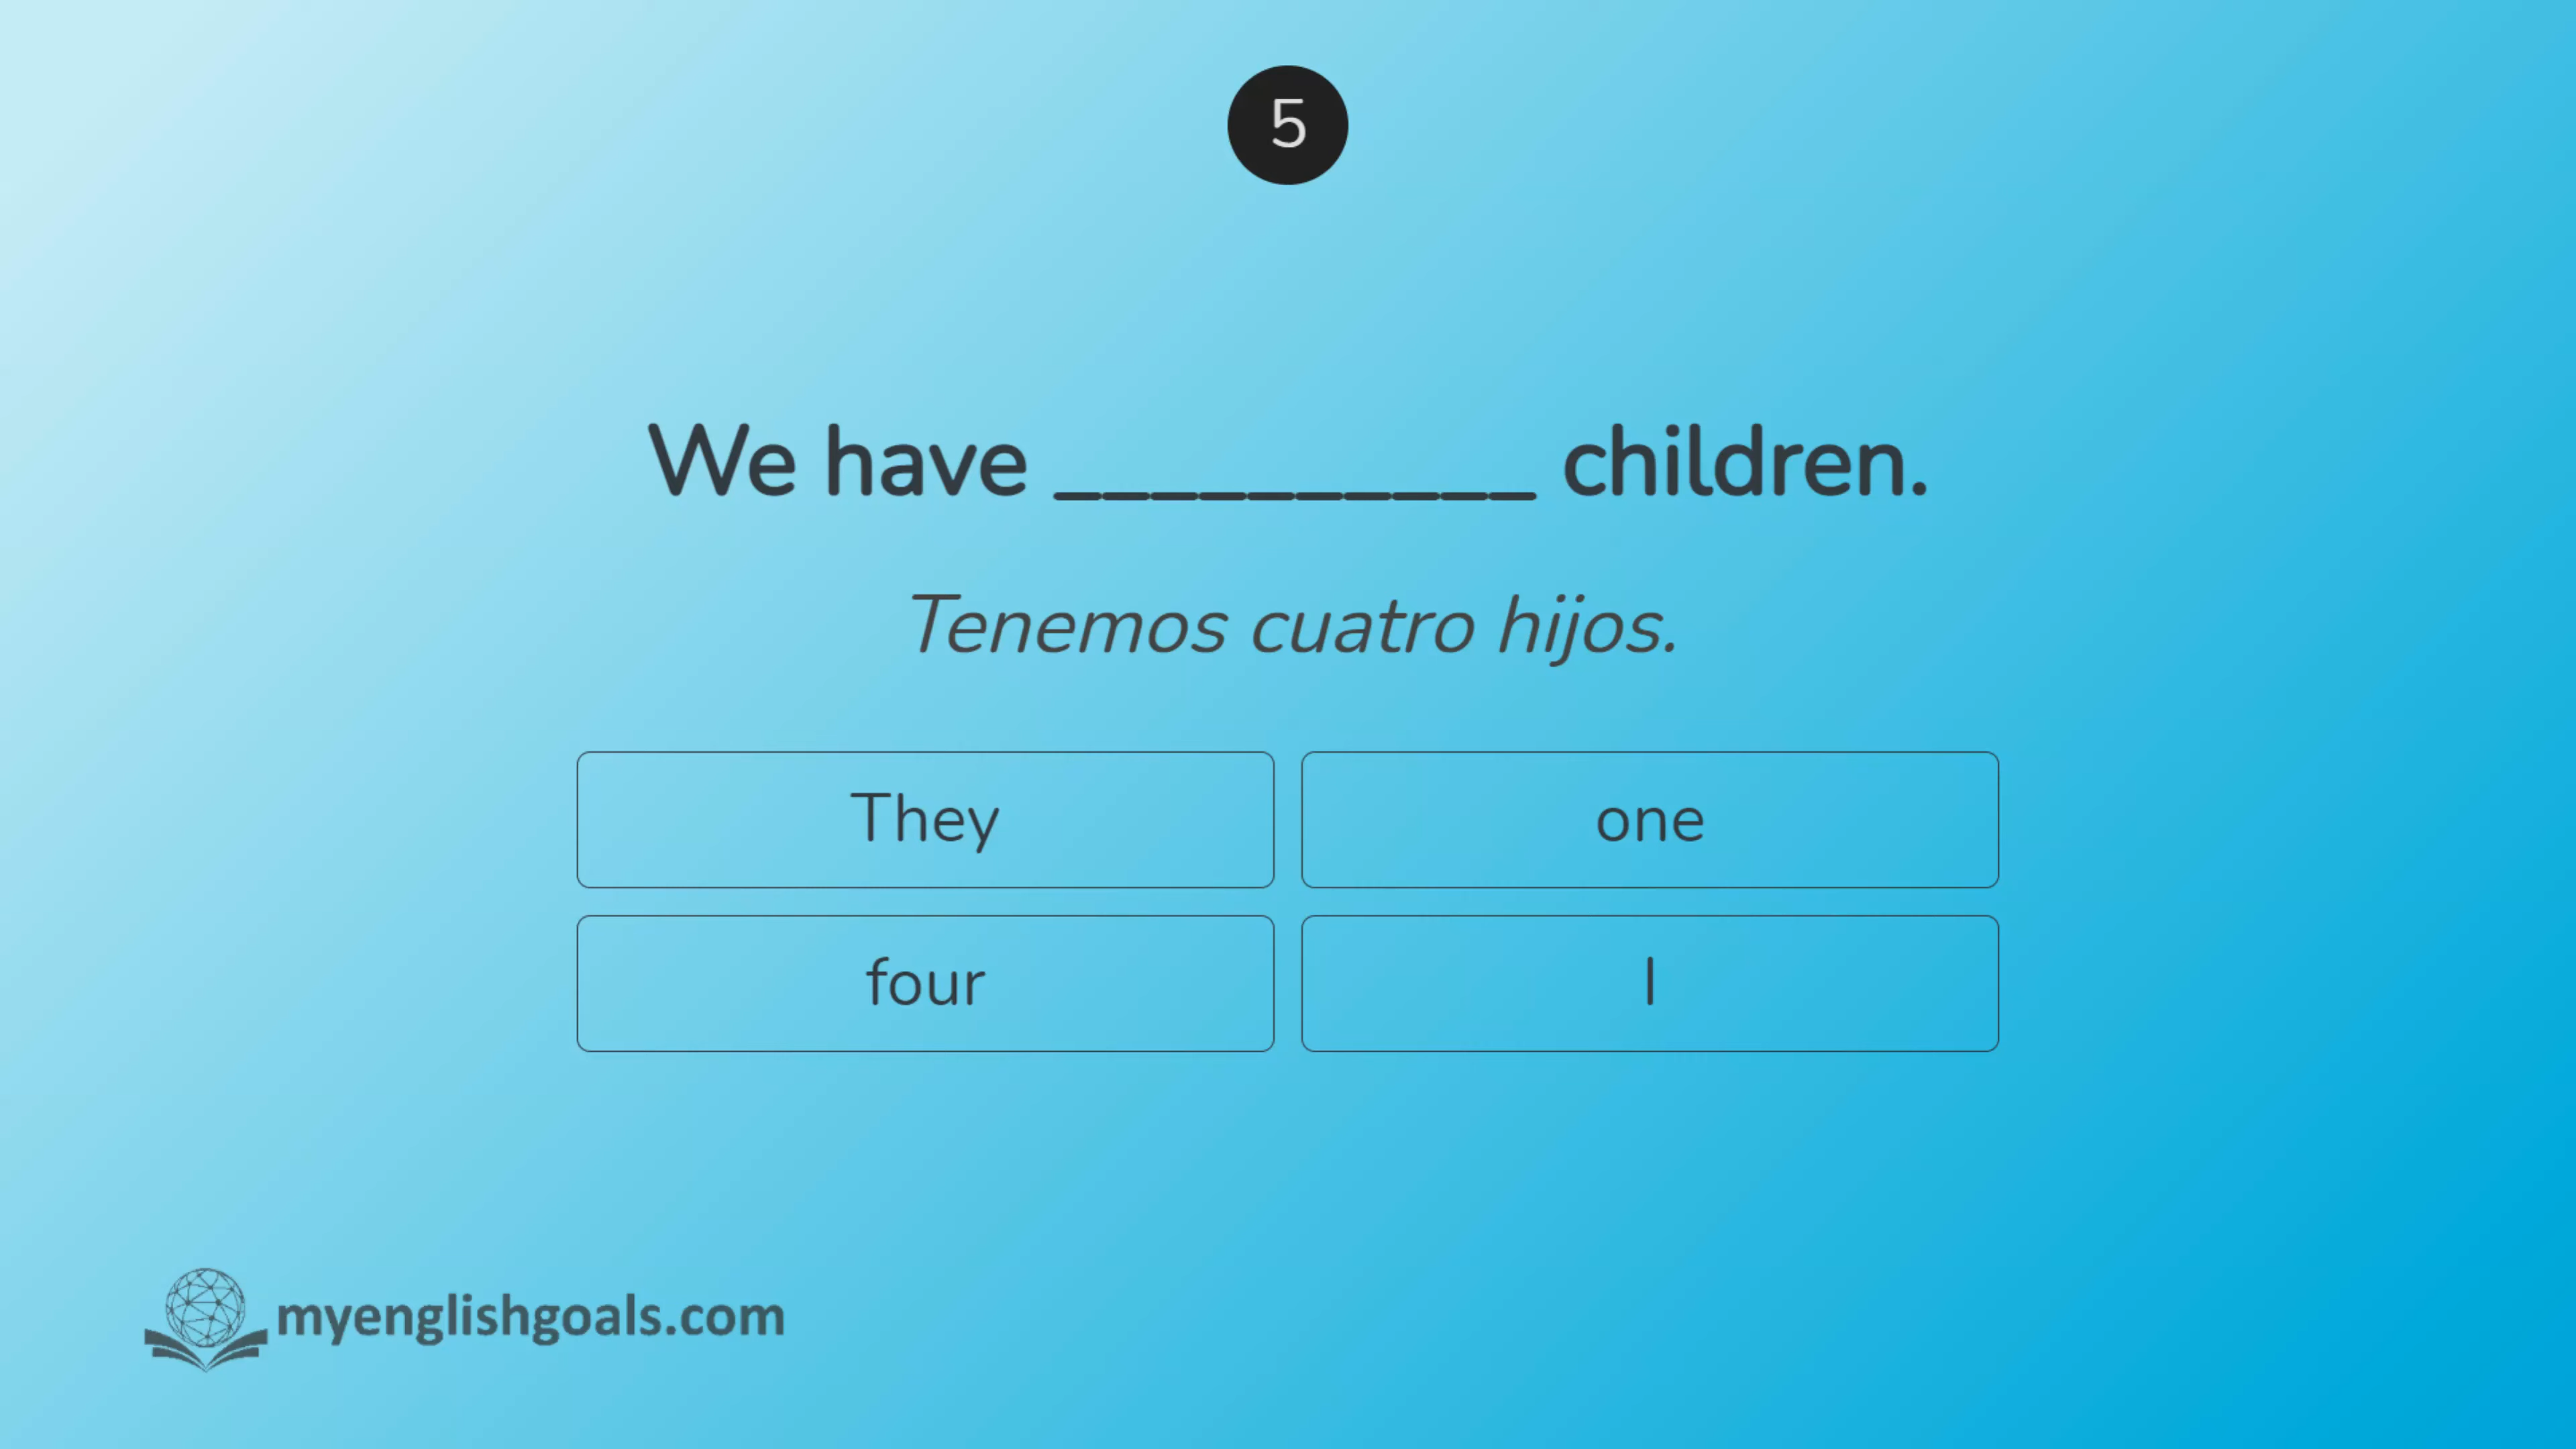 5
We have __________ children.
Tenemos cuatro hijos.
They
one
four
I
myenglishgoals.com